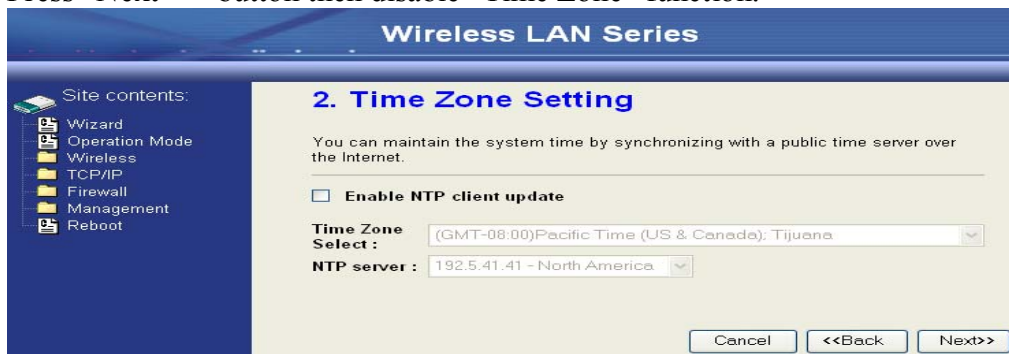 Press "Next>>" button then disable "Time Zone" function.
Wireless LAN Series
Site contents:
Wizard
Operation Mode
Wireless
TCP/IP
Firewall
Management
Reboot
2. Time Zone Setting
You can maintain the system time by synchronizing with a public time server over
the Internet.
Enable NTP client update
Time Zone
Select :
(GMT-08:00)Pacific Time (US & Canada); Tijuana
NTP server :
192.5.41.41 - North America
Cancel
<<Back
Next>>